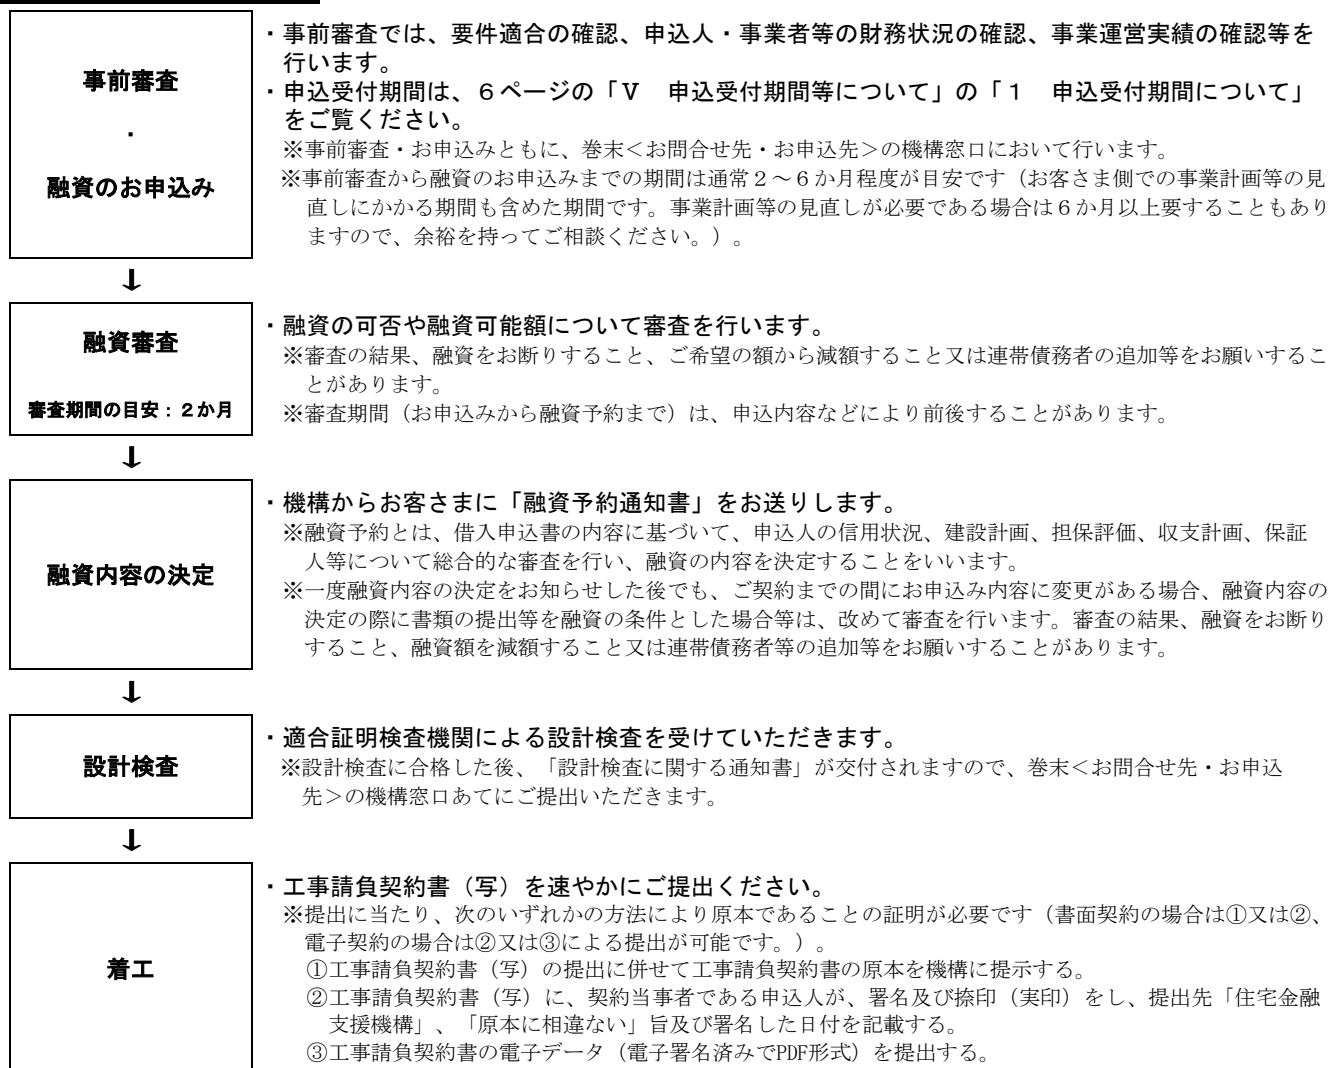 事前審査
・
融資のお申込み
・事前審査では、要件適合の確認、申込人・事業者等の財務状況の確認、事業運営実績の確認等を
行います。
・申込受付期間は、６ページの「Ⅴ　申込受付期間等について」の「１　申込受付期間について」
をご覧ください。
※事前審査・お申込みともに、巻末＜お問合せ先・お申込先＞の機構窓口において行います。
※事前審査から融資のお申込みまでの期間は通常２～６か月程度が目安です（お客さま側での事業計画等の見
直しにかかる期間も含めた期間です。事業計画等の見直しが必要である場合は６か月以上要することもあり
ますので、余裕を持ってご相談ください。）。
↓
融資審査
審査期間の目安：２か月
・融資の可否や融資可能額について審査を行います。
※審査の結果、融資をお断りすること、ご希望の額から減額すること又は連帯債務者の追加等をお願いするこ
とがあります。
※審査期間（お申込みから融資予約まで）は、申込内容などにより前後することがあります。
↓
融資内容の決定
・機構からお客さまに「融資予約通知書」をお送りします。
※融資予約とは、借入申込書の内容に基づいて、申込人の信用状況、建設計画、担保評価、収支計画、保証
人等について総合的な審査を行い、融資の内容を決定することをいいます。
※一度融資内容の決定をお知らせした後でも、ご契約までの間にお申込み内容に変更がある場合、融資内容の
決定の際に書類の提出等を融資の条件とした場合等は、改めて審査を行います。審査の結果、融資をお断り
すること、融資額を減額すること又は連帯債務者等の追加等をお願いすることがあります。
↓
設計検査
・適合証明検査機関による設計検査を受けていただきます。
※設計検査に合格した後、「設計検査に関する通知書」が交付されますので、巻末＜お問合せ先・お申込
先＞の機構窓口あてにご提出いただきます。
↓
着工
・工事請負契約書（写）を速やかにご提出ください。
※提出に当たり、次のいずれかの方法により原本であることの証明が必要です（書面契約の場合は①又は②、
電子契約の場合は②又は③による提出が可能です。）。
①工事請負契約書（写）の提出に併せて工事請負契約書の原本を機構に提示する。
②工事請負契約書（写）に、契約当事者である申込人が、署名及び捺印（実印）をし、提出先「住宅金融
支援機構」、「原本に相違ない」旨及び署名した日付を記載する。
③工事請負契約書の電子データ（電子署名済みでPDF形式）を提出する。